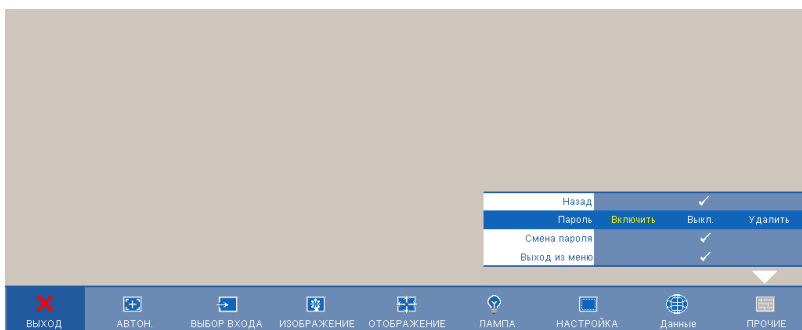 Назад
Пароль Включить Выкл. Удалить
Смена пароля
Выход из меню
ВЫХОД АВТОН. ВЫБОР ВХОДА ИЗОБРАЖЕНИЕ ОТОБРАЖЕНИЕ ЛАМПА НАСТРОЙКА Данные ПРОЧИЕ